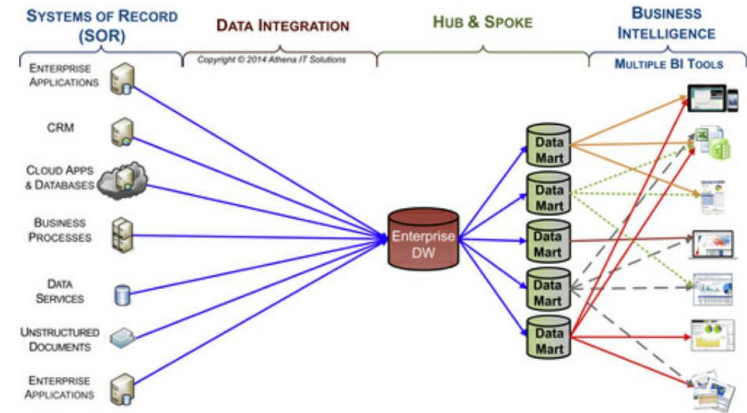 SYSTEMS OF RECORD
(SOR)
DATA INTEGRATION
HUB & SPOKE
BUSINESS
INTELLIGENCE
Copyright © 2014 Athena IT Solutions
MULTIPLE BI TOOLS
ENTERPRISE
APPLICATIONS
CRM
CLOUD APPS
& DATABASES
BUSINESS
PROCESSES
DATA
SERVICES
UNSTRUCTURED
DOCUMENTS
ENTERPRISE
APPLICATIONS
Enterprise
DW
Data
Mart
Data
Mart
Data
Mart
Data
Mart
Data
Mart